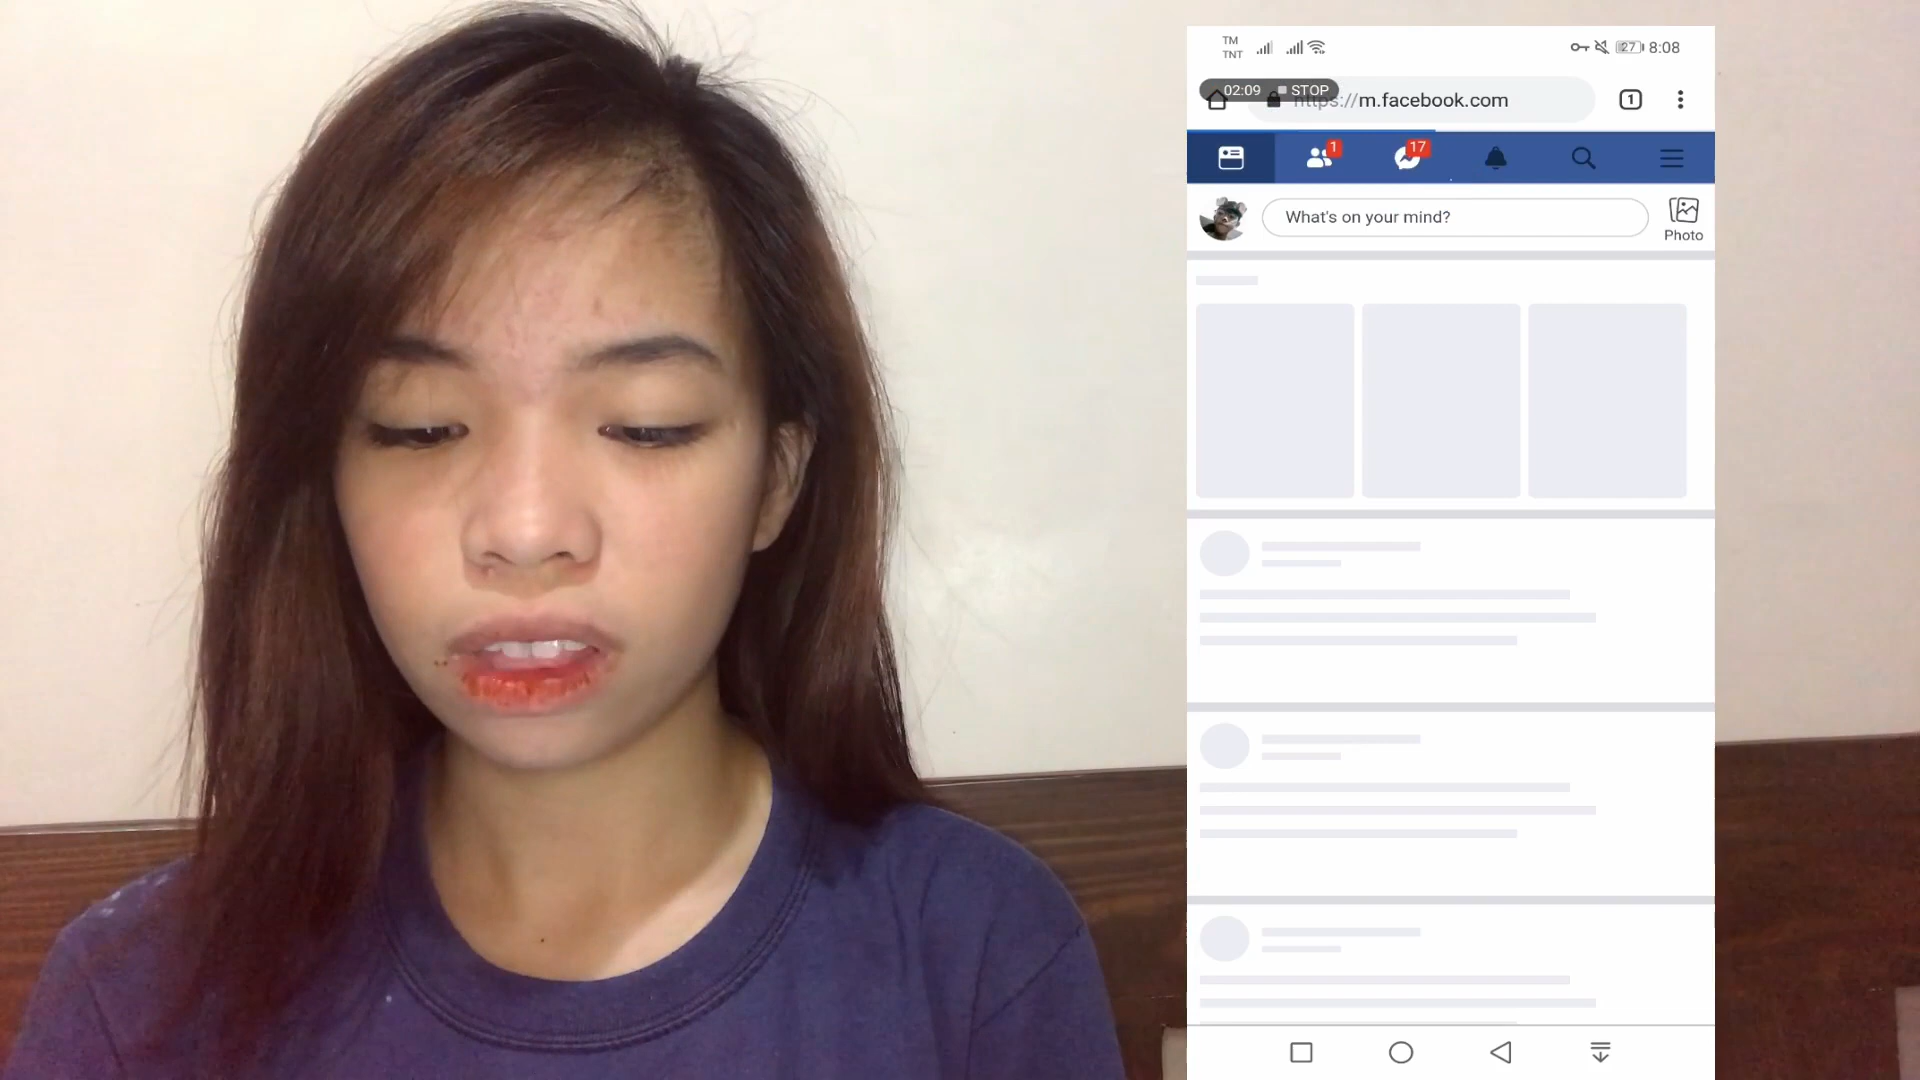 TM
TNT
27 8:08
02:09 STOP
https://m.facebook.com
1
1
17
What's on your mind?
Photo